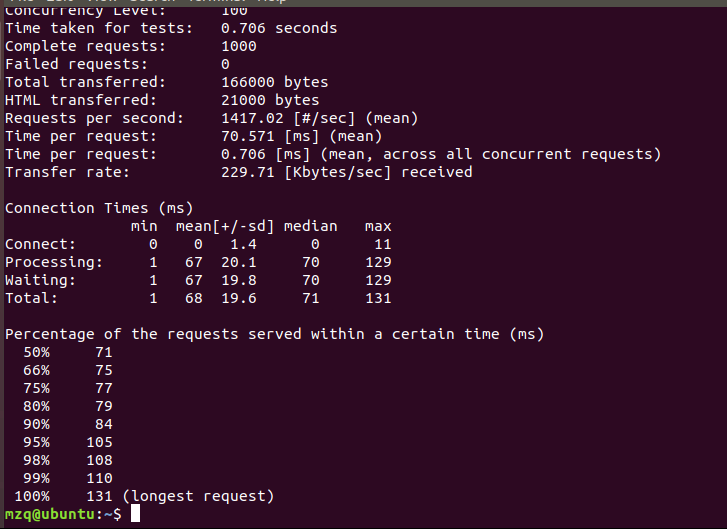 Concurrency Level:      100
Time taken for tests:   0.706 seconds
Complete requests:      1000
Failed requests:        0
Total transferred:      166000 bytes
HTML transferred:       21000 bytes
Requests per second:    1417.02 [#/sec] (mean)
Time per request:       70.571 [ms] (mean)
Time per request:       0.706 [ms] (mean, across all concurrent requests)
Transfer rate:          229.71 [Kbytes/sec] received

Connection Times (ms)
              min  mean[+/-sd] median   max
Connect:        0    0   1.4      0      11
Processing:     1   67  20.1     70     129
Waiting:        1   67  19.8     70     129
Total:          1   68  19.6     71     131

Percentage of the requests served within a certain time (ms)
  50%     71
  66%     75
  75%     77
  80%     79
  90%     84
  95%    105
  98%    108
  99%    110
 100%    131 (longest request)
mzq@ubuntu:~$